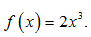 f(x) = 2x³.